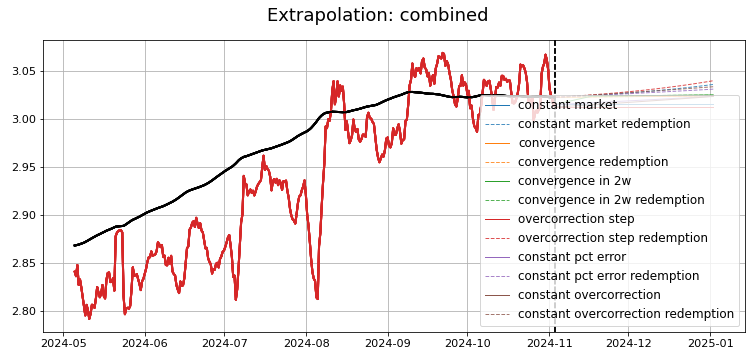 Extrapolation: combined
3.05
3.00
2.95
2.90
2.85
2.80
constant market
constant market redemption
convergence
convergence redemption
convergence in 2w
convergence in 2w redemption
overcorrection step
overcorrection step redemption
constant pct error
constant pct error redemption
constant overcorrection
constant overcorrection redemption
2024-05 2024-06 2024-07 2024-08 2024-09 2024-10 2024-11 2024-12 2025-01